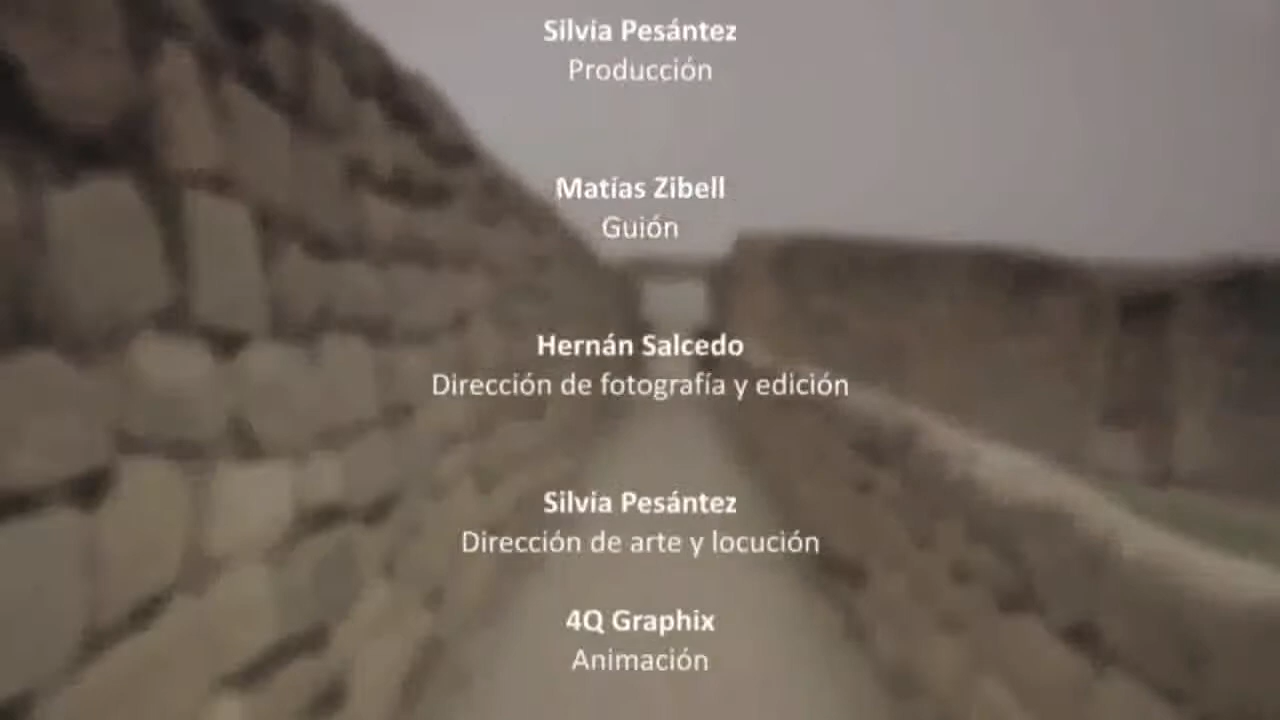 Silvia Pesántez
Producción
Matías Zibell
Guión
Hernán Salcedo
Dirección de fotografía y edición
Silvia Pesántez
Dirección de arte y locución
4Q Graphix
Animación